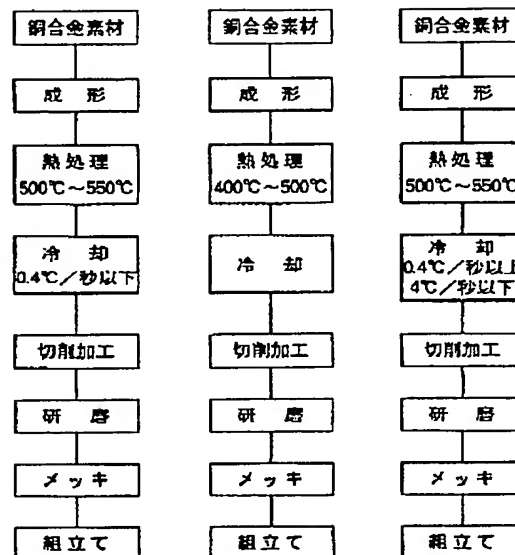 銅合金素材
成形
熱処理
500℃~550℃
冷却
0.4℃/秒以下
切削加工
研磨
メッキ
組立て
銅合金素材
成形
熱処理
400℃~500℃
冷却
切削加工
研磨
メッキ
組立て
銅合金素材
成形
熱処理
500℃~550℃
冷却
0.4℃/秒以上
4℃/秒以下
切削加工
研磨
メッキ
組立て